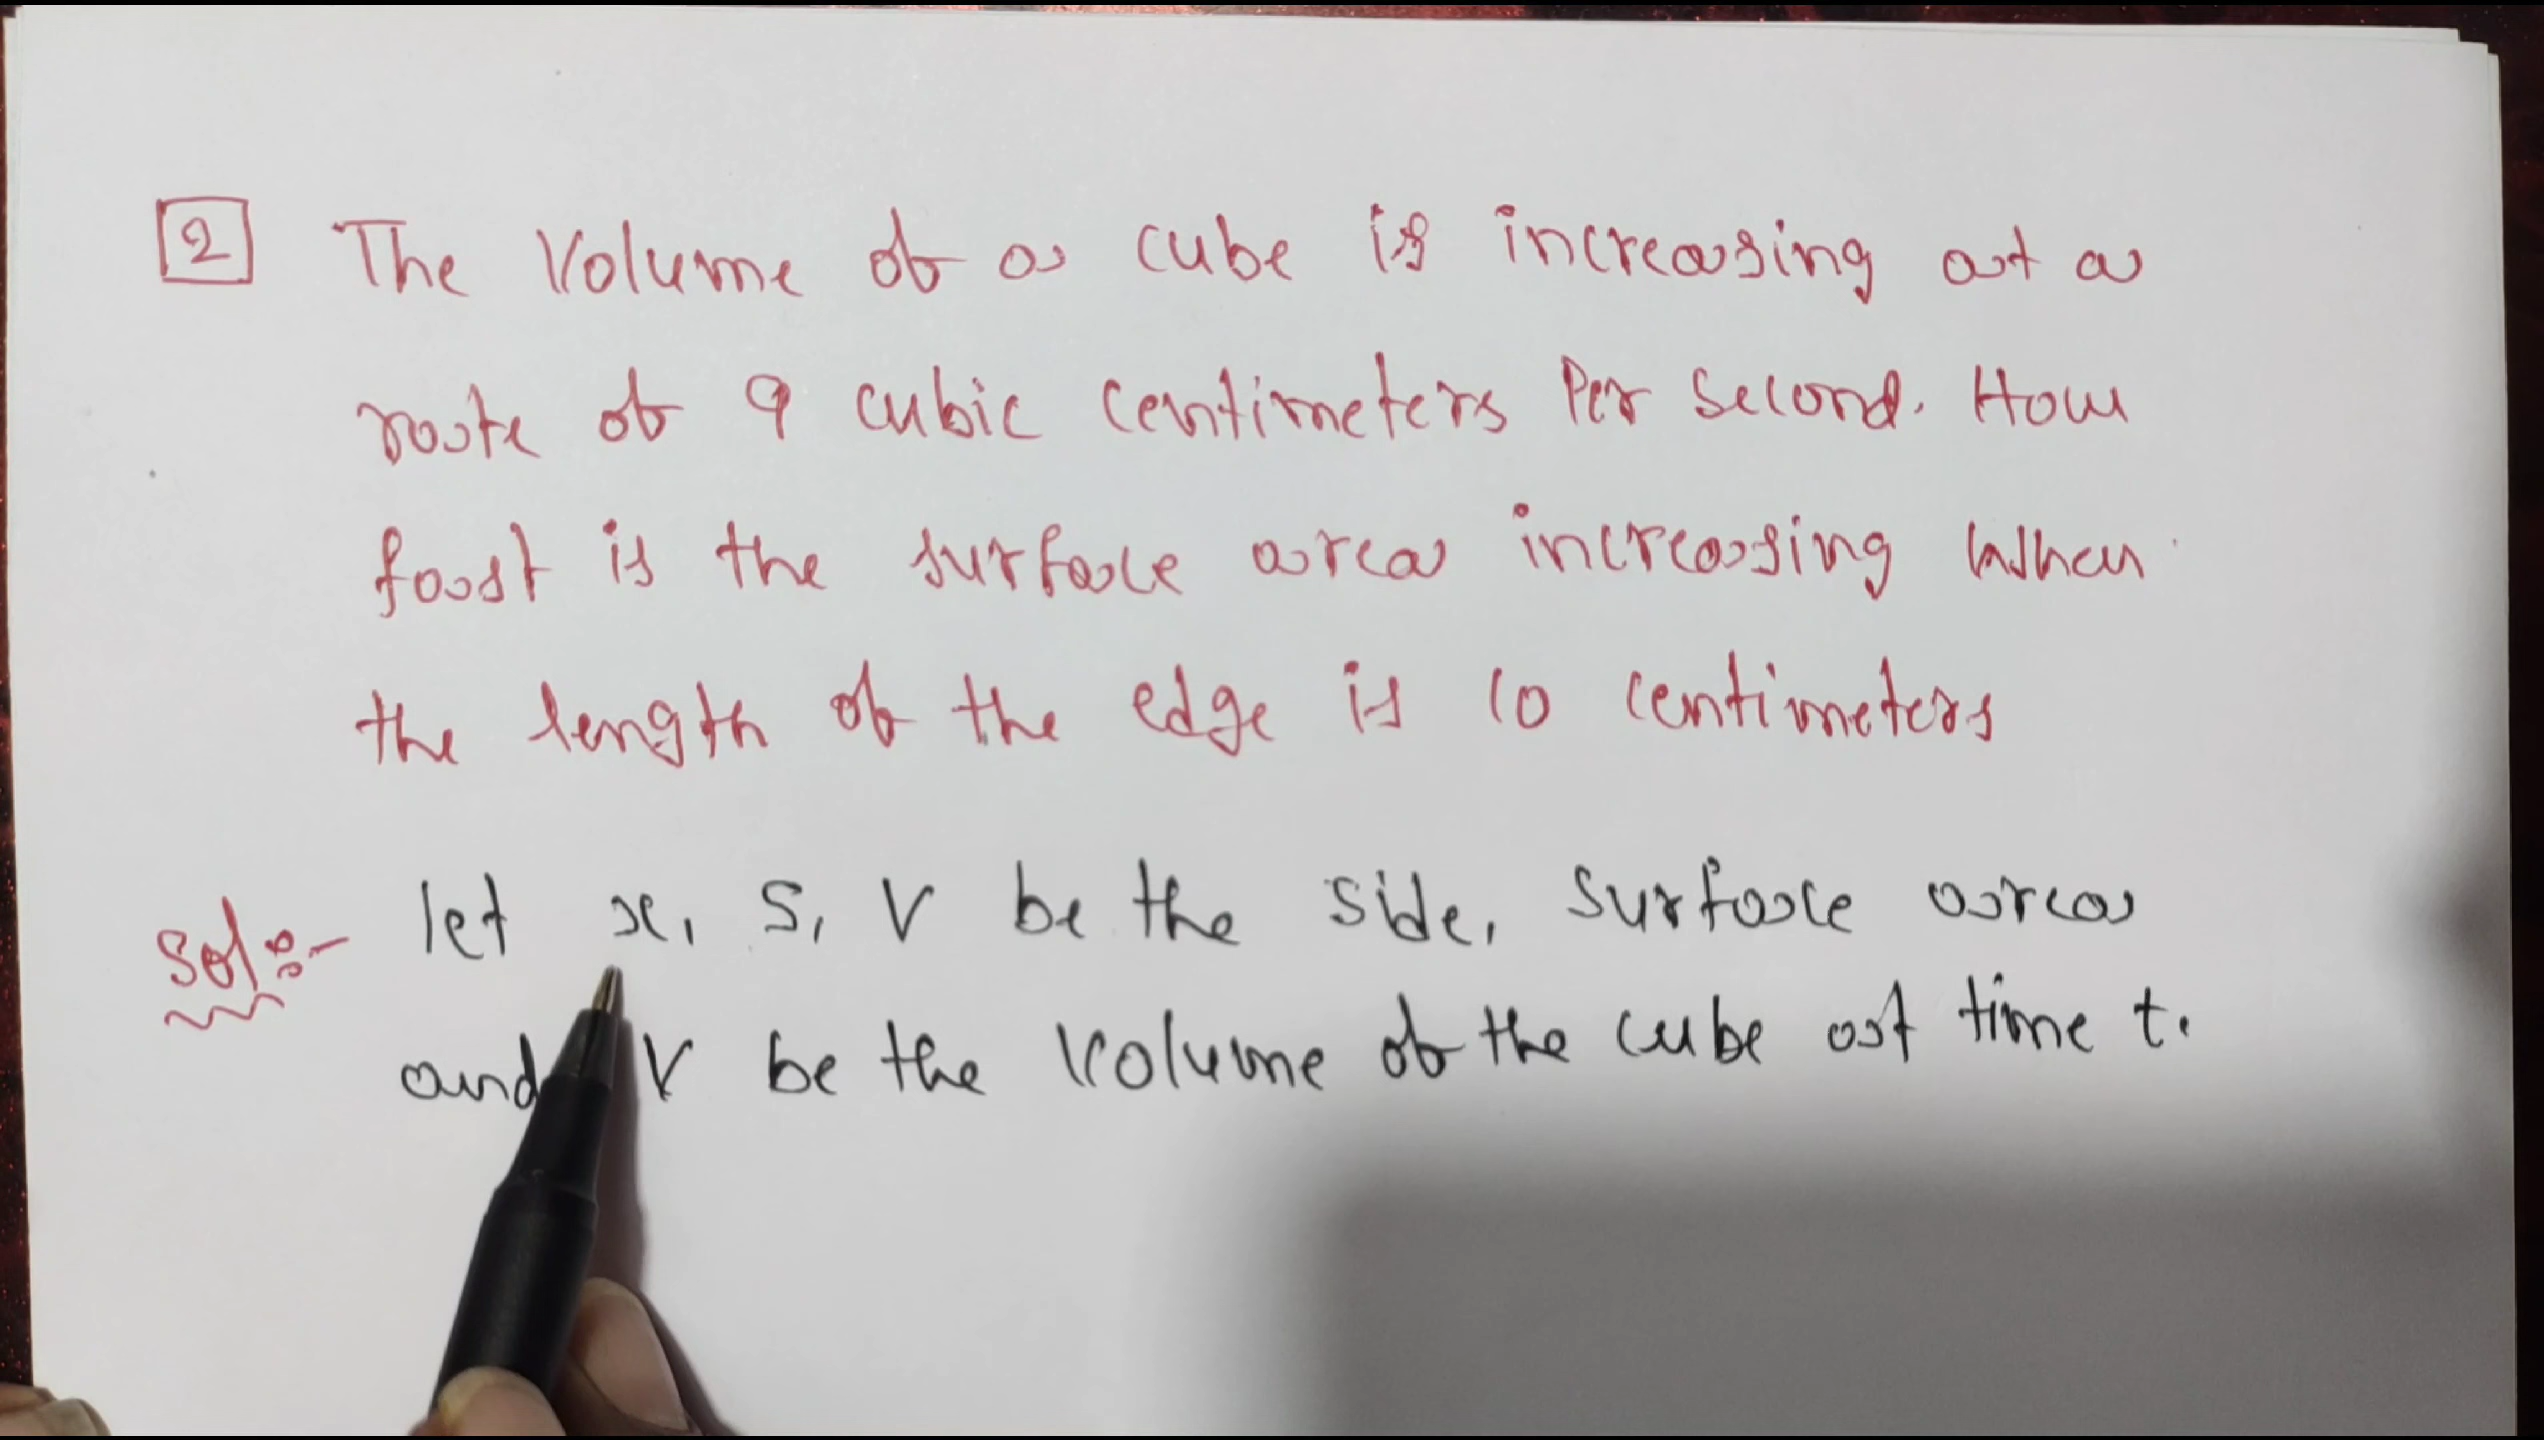 2 The Volume of a cube is increasing at a
rate of 9 cubic centimeters Per Second. How
fast is the surface area increasing When
the length of the edge is 10 centimeters
Sol:- let x, S, V be the side, Surface area
and V be the Volume of the cube at time t.